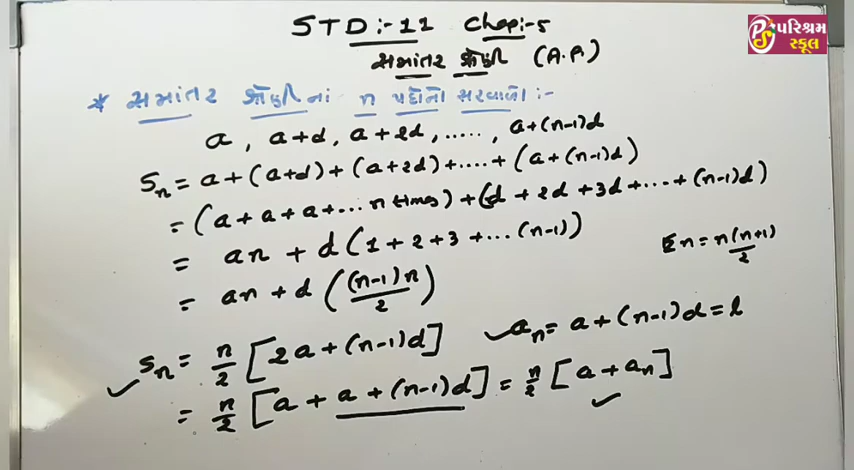 STD:-11 Chap:-5
પરિશ્રમ
સ્કૂલ
સમાંતર શ્રેણી (A.P)
* સમાંતર શ્રેણીનાં n પદોનો સરવાળો :-
a, a+d, a+2d, ....., a+(n-1)d
Sn = a+(a+d)+(a+2d)+....+(a+(n-1)d)
= (a+a+a+... n times)+(d+2d+3d+...+(n-1)d)
= an + d(1+2+3+...(n-1))
Σn = n(n+1)/2
= an+d((n-1)n/2)
Sn = n/2 [2a+(n-1)d] ✓an = a+(n-1)d = l
✓
= n/2 [a+a+(n-1)d] = n/2 [a+an]
✓